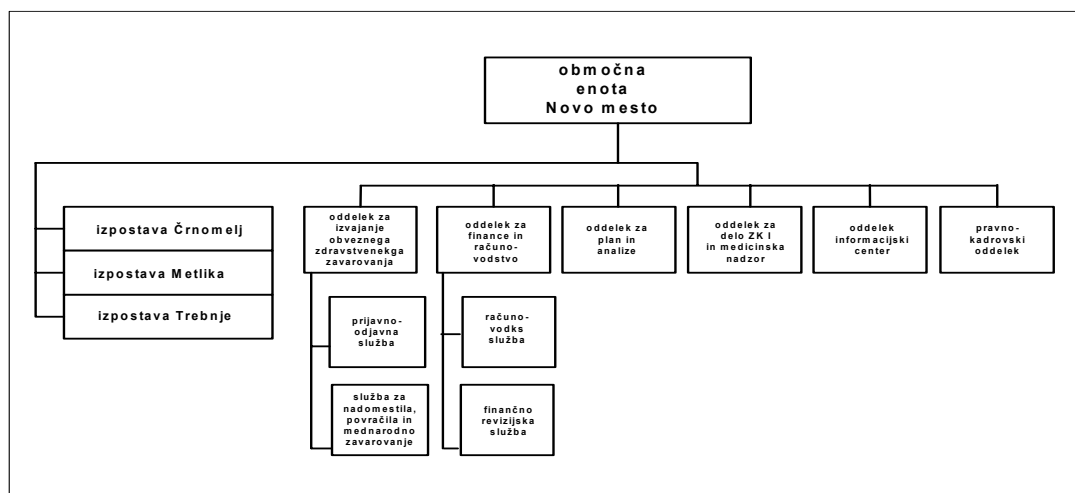 območna
enota
Novo mesto
izpostava Črnomelj
izpostava Metlika
izpostava Trebnje
oddelek za
izvajanje
obveznega
zdravstvenekga
zavarovanja
oddelek za
finance in
računo-
vodstvo
oddelek za
plan in
analize
oddelek za
delo ZK I
in medicinska
nadzor
oddelek
informacijski
center
pravno-
kadrovski
oddelek
prijavno-
odjavna
služba
računo-
vodks
služba
služba za
nadomestila,
povračila in
mednarodno
zavarovanje
finančno
revizijska
služba